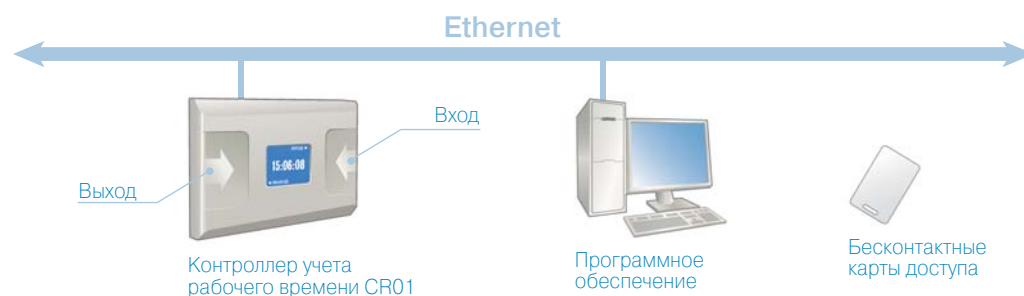 Ethernet
Вход
15:06:08
Выход
Контроллер учета
рабочего времени CR01
Программное
обеспечение
Бесконтактные
карты доступа